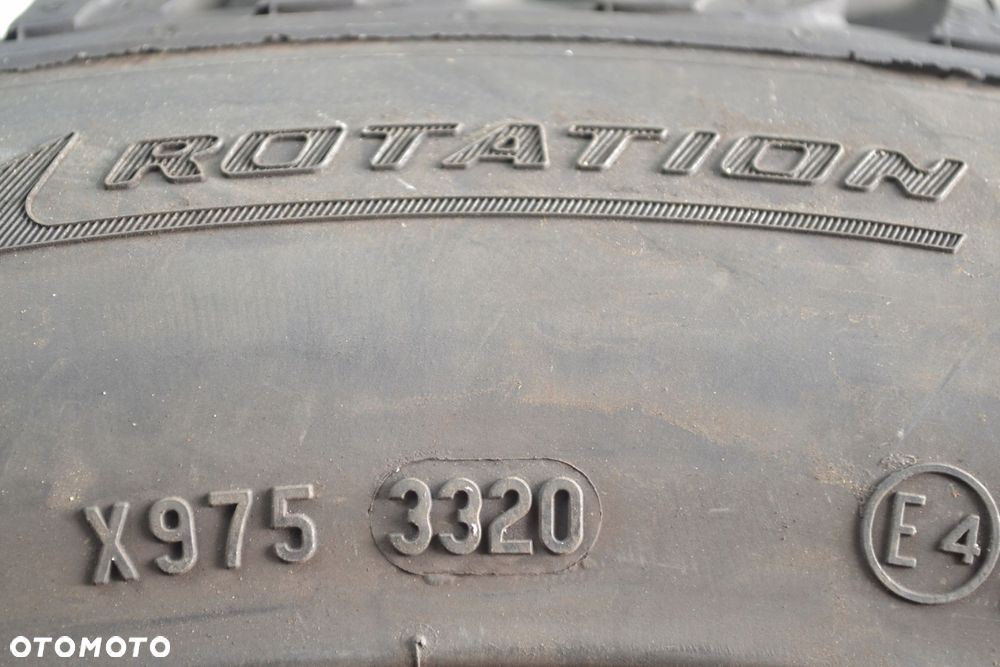 ROTATION
X975 3320 E4
OTOMOTO